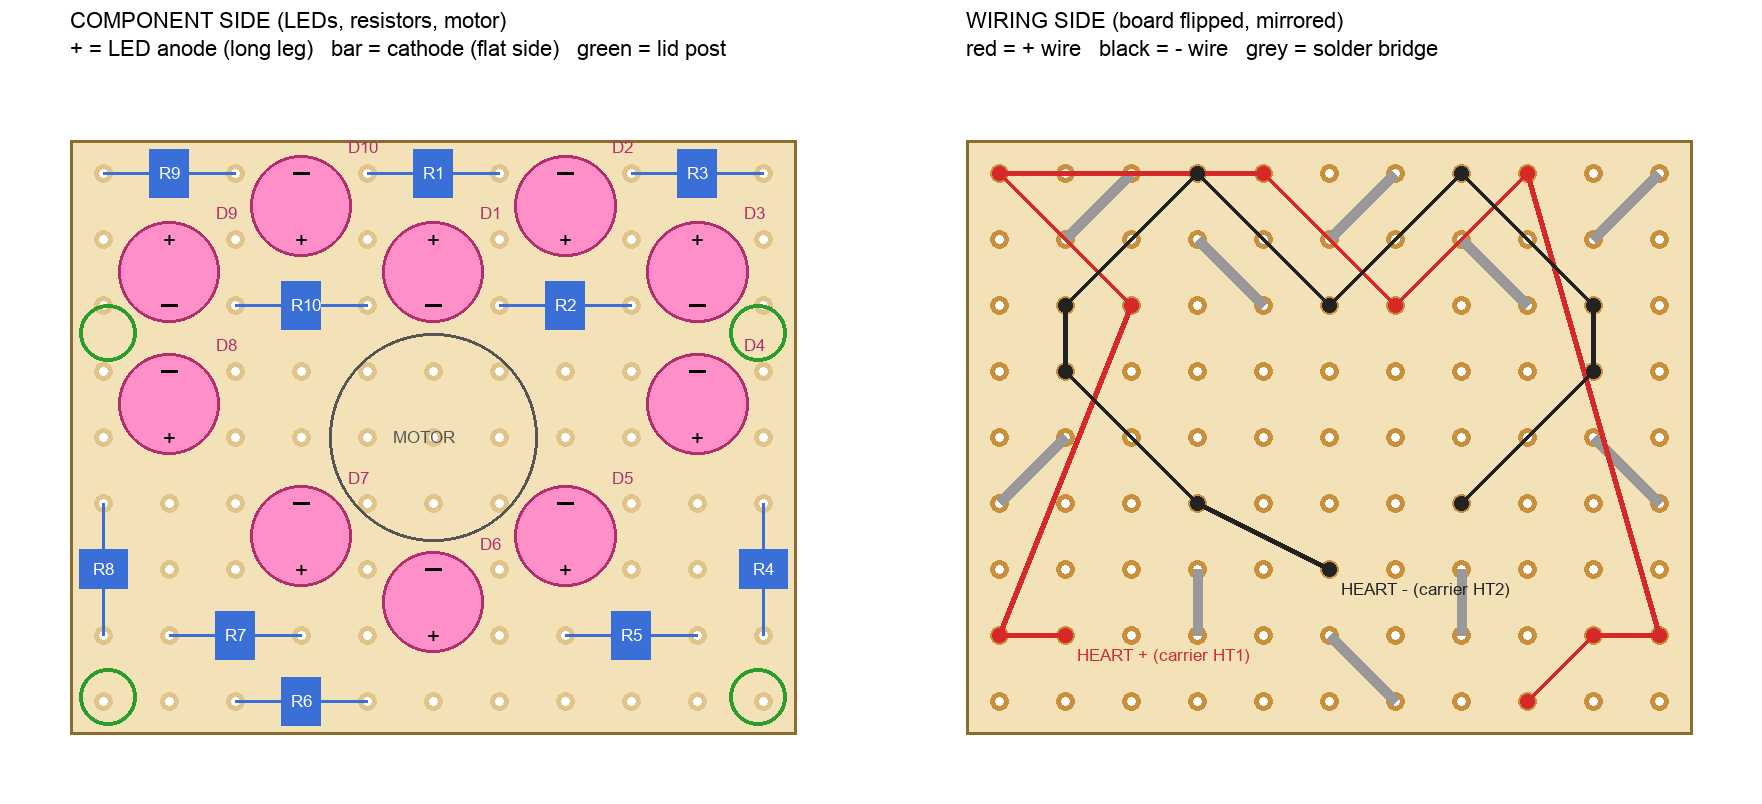 COMPONENT SIDE (LEDs, resistors, motor)
+ = LED anode (long leg)   bar = cathode (flat side)   green = lid post
D10
D2
R9
R1
R3
D9
D1
D3
R10
R2
D8
D4
MOTOR
D7
D5
D6
R8
R4
R7
R5
R6
WIRING SIDE (board flipped, mirrored)
red = + wire   black = - wire   grey = solder bridge
HEART - (carrier HT2)
HEART + (carrier HT1)